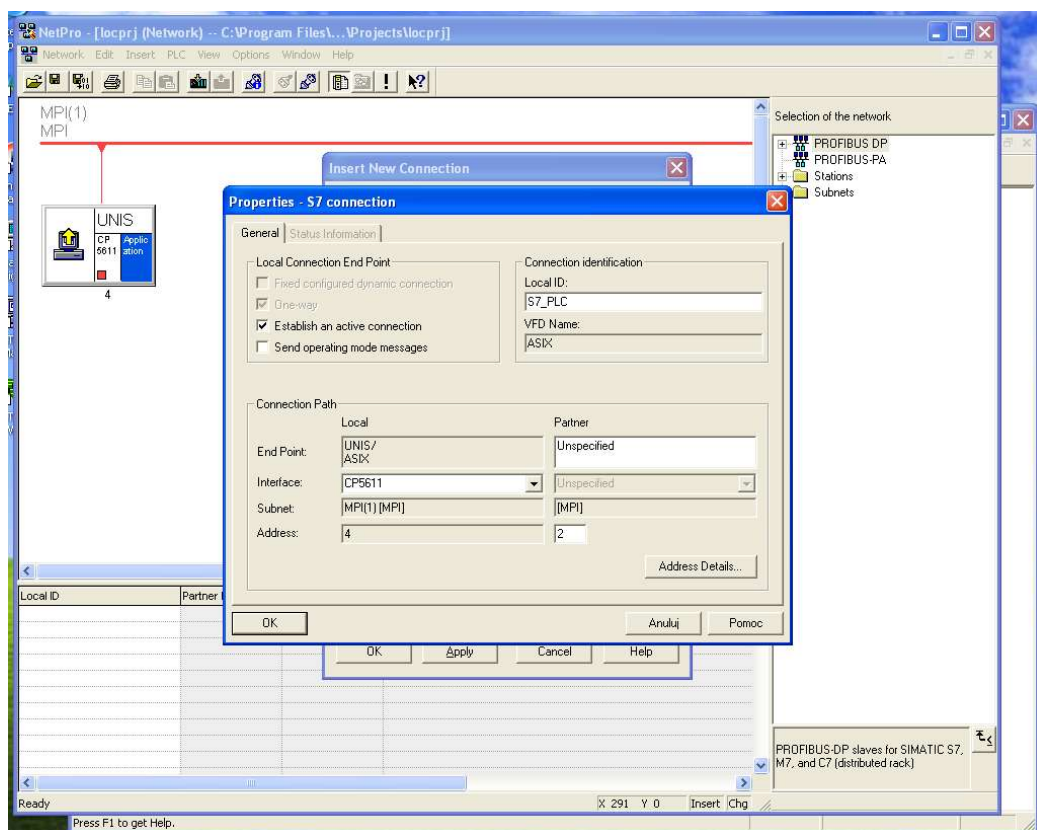 NetPro - [locprj (Network) -- C:\Program Files\...\Projects\locprj]
Network Edit Insert PLC View Options Window Help
MPI(1)
MPI
UNIS
CP 5611
Applic ation
4
Selection of the network
PROFIBUS DP
PROFIBUS-PA
Stations
Subnets
Insert New Connection
Properties - S7 connection
General Status Information
Local Connection End Point
Fixed configured dynamic connection
One-way
Establish an active connection
Send operating mode messages
Connection identification
Local ID:
S7_PLC
VFD Name:
ASIX
Connection Path
Local Partner
End Point: UNIS/ Unspecified
ASIX
Interface: CP5611 Unspecified
Subnet: MPI(1) [MPI] [MPI]
Address: 4 2
Address Details...
OK Anuluj Pomoc
OK Apply Cancel Help
Local ID Partner
PROFIBUS-DP slaves for SIMATIC S7,
M7, and C7 (distributed rack)
Ready X 291 Y 0 Insert Chg
Press F1 to get Help.